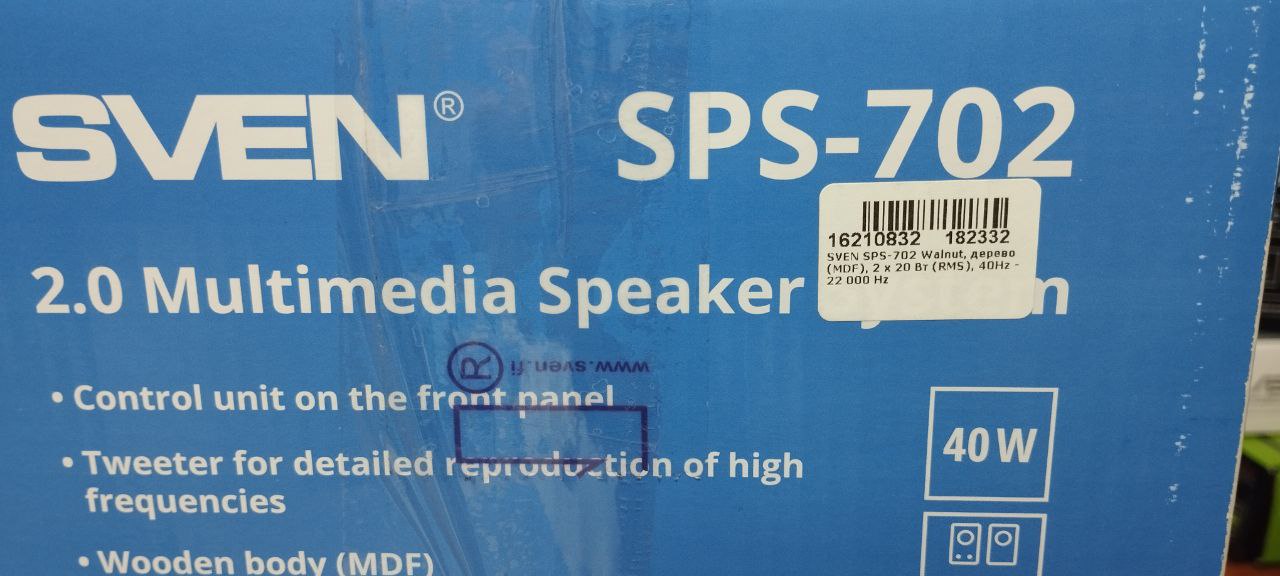 SVEN®
SPS-702
16210832 182332
SVEN SPS-702 Walnut, дерево
(MDF), 2 x 20 Вт (RMS), 40Hz -
22 000 Hz
2.0 Multimedia Speaker
www.sven.fi
®
• Control unit on the front panel
40 W
• Tweeter for detailed reproduction of high
frequencies
• Wooden body (MDF)